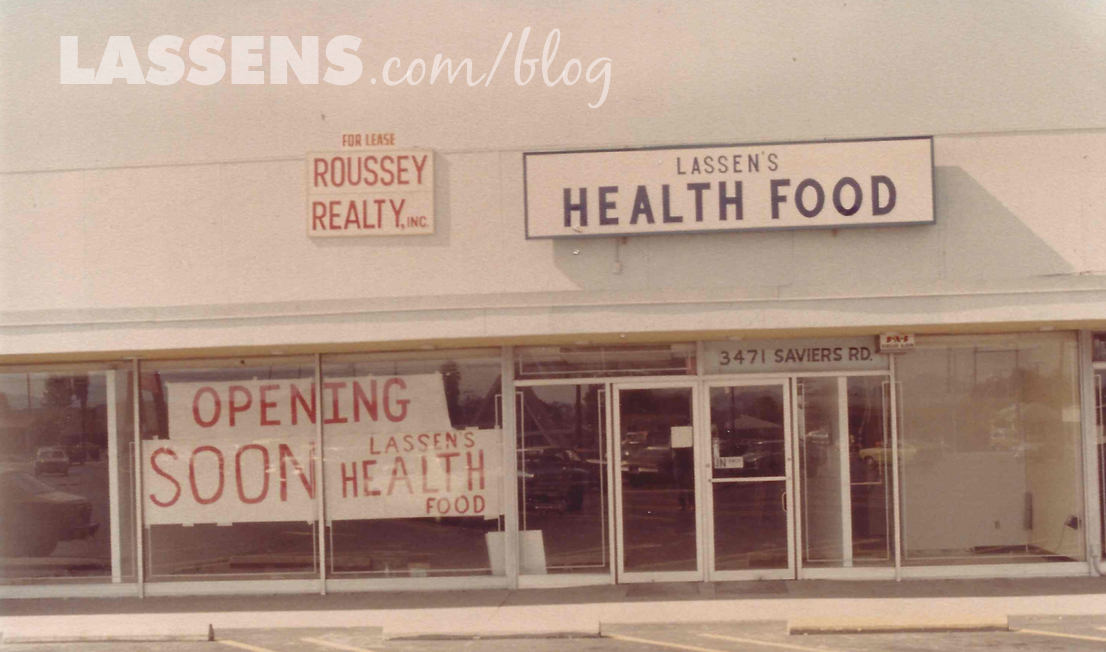 LASSENS.com/blog
FOR LEASE
ROUSSEY
REALTY, INC.
LASSEN'S
HEALTH FOOD
3471 SAVIERS RD.
OPENING
SOON
LASSEN'S
HEALTH
FOOD